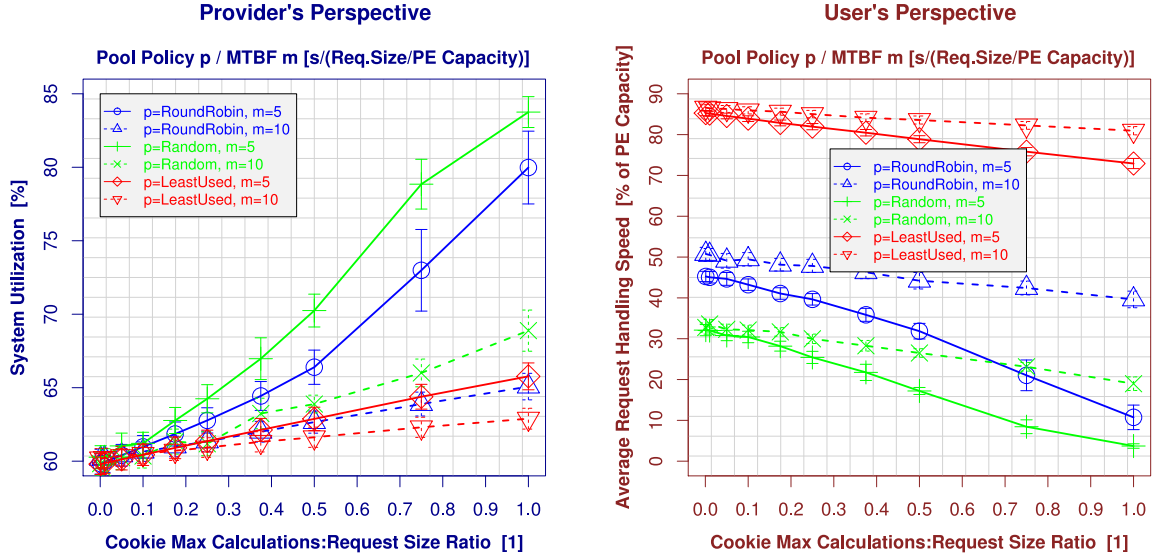 Provider's Perspective
Pool Policy p / MTBF m [s/(Req.Size/PE Capacity)]
System Utilization [%]
85
80
75
70
65
60
p=RoundRobin, m=5
p=RoundRobin, m=10
p=Random, m=5
p=Random, m=10
p=LeastUsed, m=5
p=LeastUsed, m=10
0.0 0.1 0.2 0.3 0.4 0.5 0.6 0.7 0.8 0.9 1.0
Cookie Max Calculations:Request Size Ratio [1]
User's Perspective
Pool Policy p / MTBF m [s/(Req.Size/PE Capacity)]
Average Request Handling Speed [% of PE Capacity]
90
80
70
60
50
40
30
20
10
0
p=RoundRobin, m=5
p=RoundRobin, m=10
p=Random, m=5
p=Random, m=10
p=LeastUsed, m=5
p=LeastUsed, m=10
0.0 0.1 0.2 0.3 0.4 0.5 0.6 0.7 0.8 0.9 1.0
Cookie Max Calculations:Request Size Ratio [1]